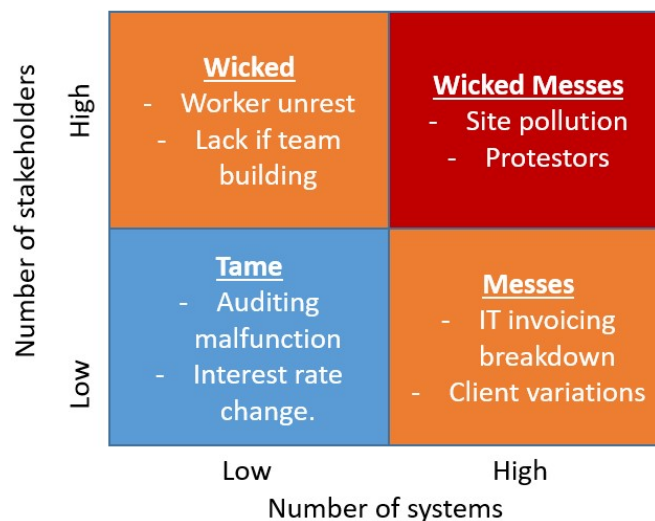 Number of stakeholders
High
Low
Wicked
- Worker unrest
- Lack if team
building
Wicked Messes
- Site pollution
- Protestors
Tame
- Auditing
malfunction
- Interest rate
change.
Messes
- IT invoicing
breakdown
- Client variations
Low
High
Number of systems